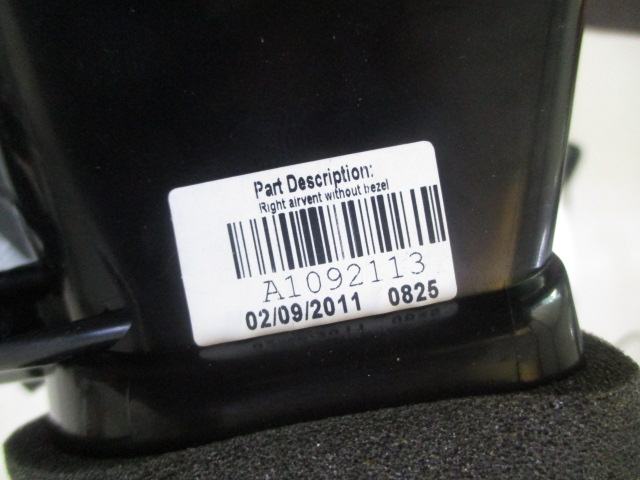 Part Description:
Right airvent without bezel
A1092113
02/09/2011 0825